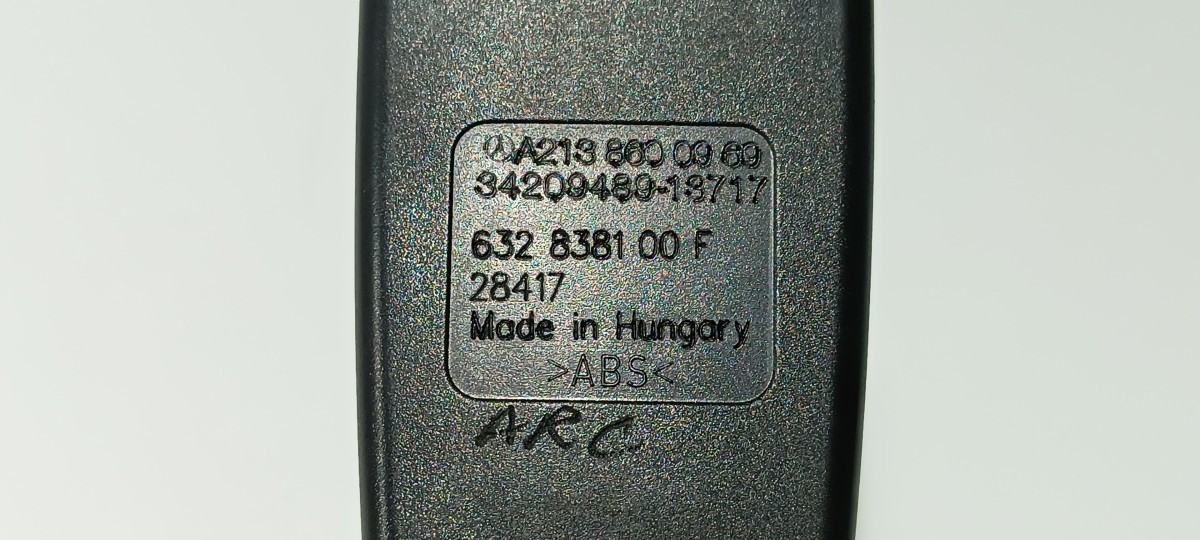 A213 860 09 69
34209489-13717
632 8381 00 F
28417
Made in Hungary
>ABS<
ARC